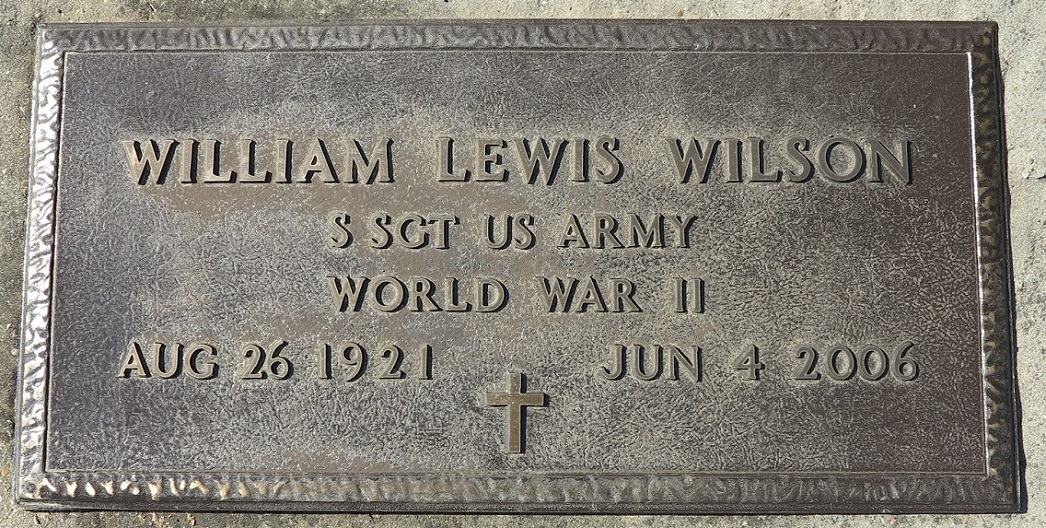 WILLIAM LEWIS WILSON
S SGT US ARMY
WORLD WAR II
AUG 26 1921 JUN 4 2006